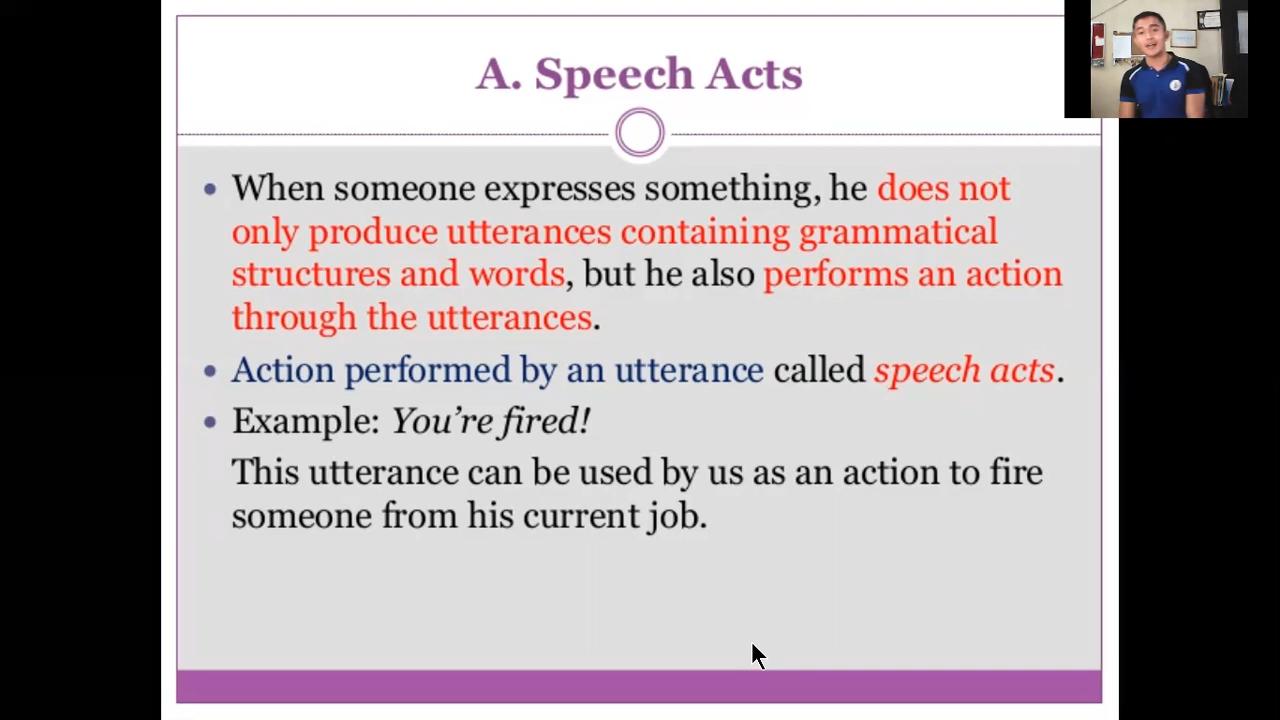 A. Speech Acts
• When someone expresses something, he does not
only produce utterances containing grammatical
structures and words, but he also performs an action
through the utterances.
• Action performed by an utterance called speech acts.
• Example: You're fired!
This utterance can be used by us as an action to fire
someone from his current job.